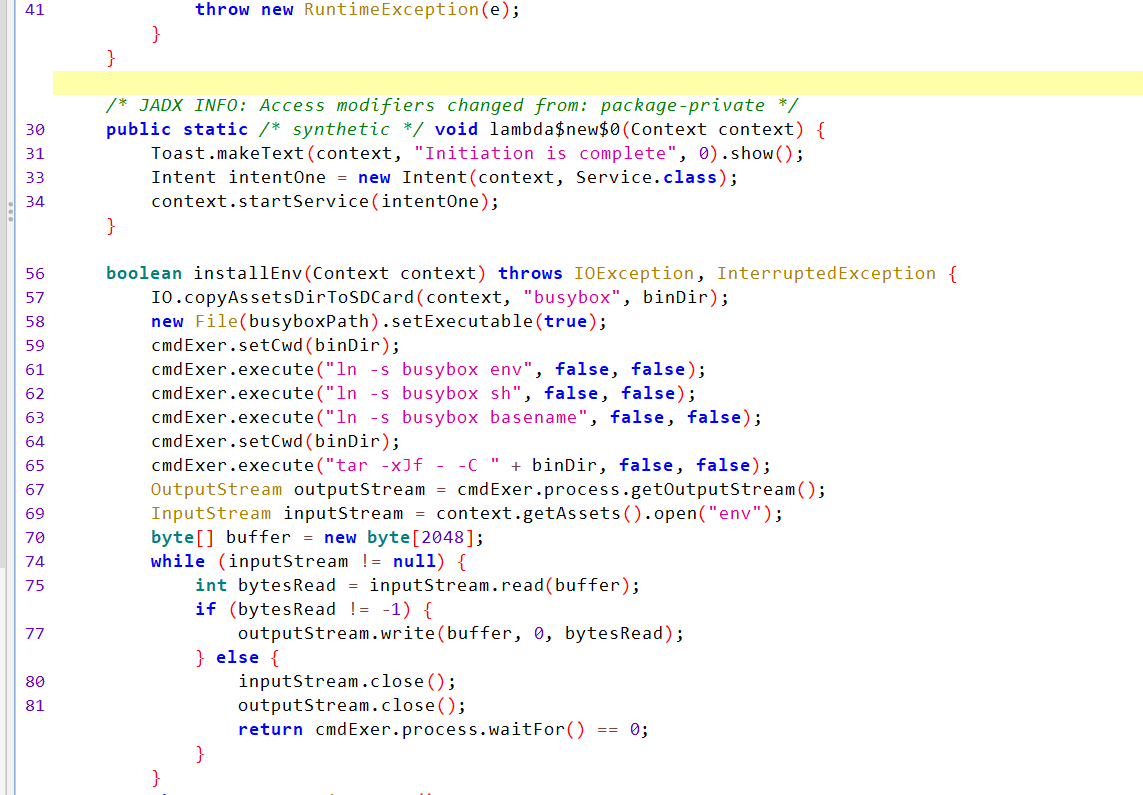 41 throw new RuntimeException(e);
}
}
/* JADX INFO: Access modifiers changed from: package-private */
30 public static /* synthetic */ void lambda$new$0(Context context) {
31 Toast.makeText(context, "Initiation is complete", 0).show();
33 Intent intentOne = new Intent(context, Service.class);
34 context.startService(intentOne);
}
56 boolean installEnv(Context context) throws IOException, InterruptedException {
57 IO.copyAssetsDirToSDCard(context, "busybox", binDir);
58 new File(busyboxPath).setExecutable(true);
59 cmdExer.setCwd(binDir);
61 cmdExer.execute("ln -s busybox env", false, false);
62 cmdExer.execute("ln -s busybox sh", false, false);
63 cmdExer.execute("ln -s busybox basename", false, false);
64 cmdExer.setCwd(binDir);
65 cmdExer.execute("tar -xJf - -C " + binDir, false, false);
67 OutputStream outputStream = cmdExer.process.getOutputStream();
69 InputStream inputStream = context.getAssets().open("env");
70 byte[] buffer = new byte[2048];
74 while (inputStream != null) {
75 int bytesRead = inputStream.read(buffer);
if (bytesRead != -1) {
77 outputStream.write(buffer, 0, bytesRead);
} else {
80 inputStream.close();
81 outputStream.close();
return cmdExer.process.waitFor() == 0;
}
}